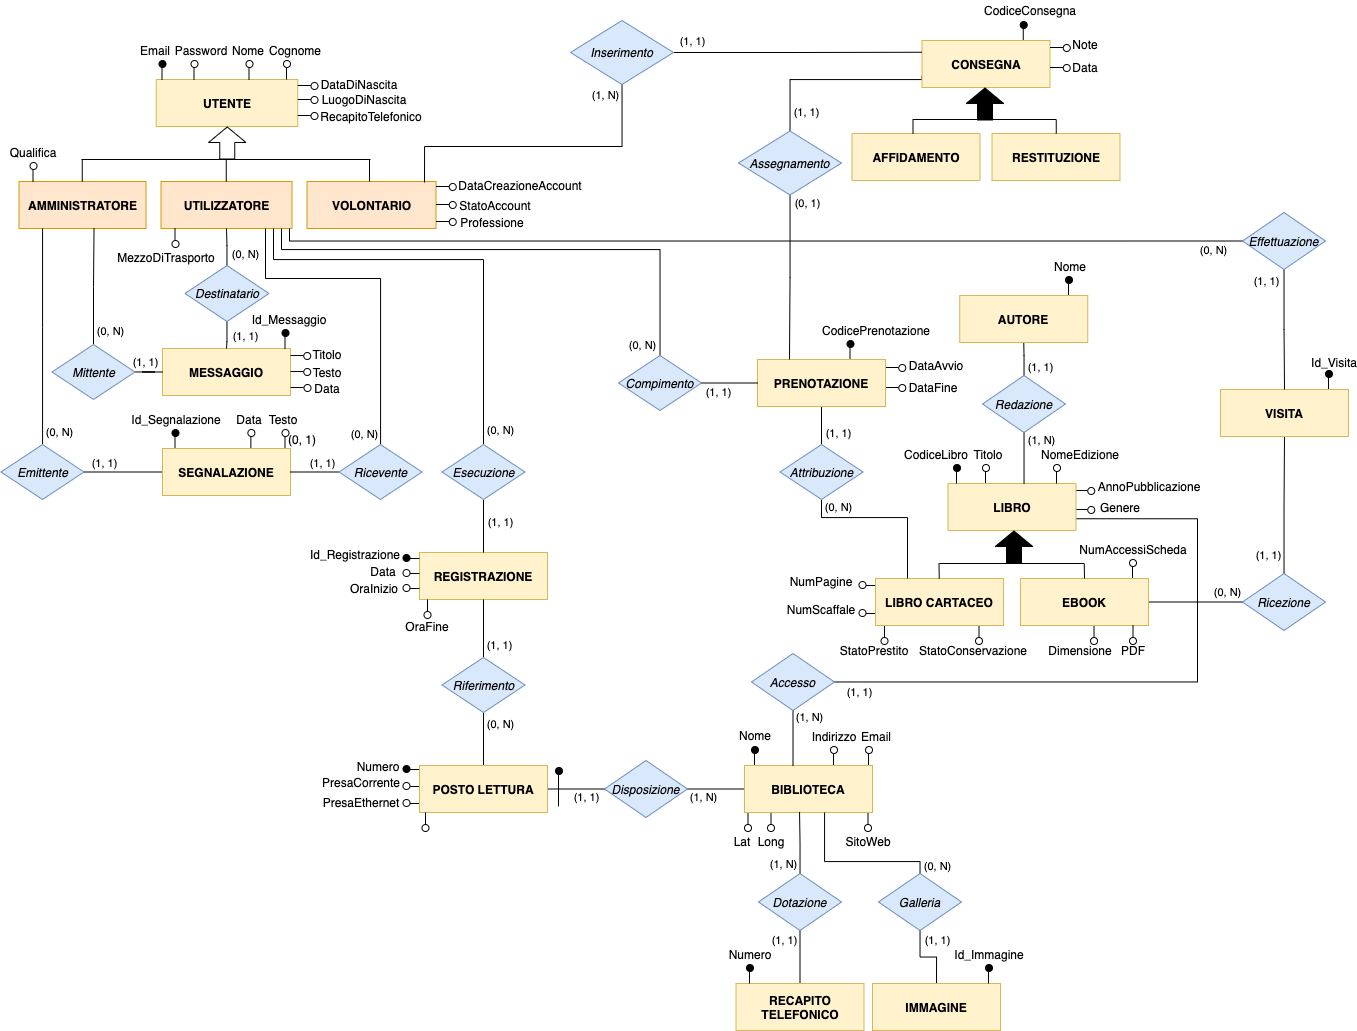 CodiceConsegna
Email Password Nome Cognome
Inserimento
(1, 1)
Note
CONSEGNA
Data
DataDiNascita
UTENTE
LuogoDiNascita
RecapitoTelefonico
(1, N)
(1, 1)
Qualifica
Assegnamento
AFFIDAMENTO
RESTITUZIONE
DataCreazioneAccount
AMMINISTRATORE
UTILIZZATORE
VOLONTARIO
StatoAccount
Professione
(0, 1)
MezzoDiTrasporto
(0, N)
(0, N)
Effettuazione
Nome
(1, 1)
Destinatario
Id_Messaggio
AUTORE
(0, N)
(1, 1)
(0, N)
CodicePrenotazione
Mittente
(1, 1)
MESSAGGIO
Titolo
Testo
Data
Compimento
(1, 1)
PRENOTAZIONE
DataAvvio
DataFine
(1, 1)
Id_Visita
Redazione
VISITA
Id_Segnalazione
Data
Testo
(0, N)
(0, 1)
(0, N)
(0, N)
(1, 1)
(1, N)
Emittente
(1, 1)
SEGNALAZIONE
(1, 1)
Ricevente
Esecuzione
Attribuzione
CodiceLibro
Titolo
NomeEdizione
AnnoPubblicazione
LIBRO
Genere
(0, N)
(1, 1)
Id_Registrazione
Data
OraInizio
REGISTRAZIONE
OraFine
NumAccessiScheda
(1, 1)
NumPagine
NumScaffale
LIBRO CARTACEO
EBOOK
(0, N)
Ricezione
(1, 1)
StatoPrestito
StatoConservazione
Dimensione
PDF
Riferimento
Accesso
(1, 1)
(0, N)
(1, N)
Nome
Indirizzo
Email
Numero
PresaCorrente
PresaEthernet
POSTO LETTURA
(1, 1)
Disposizione
(1, N)
BIBLIOTECA
Lat
Long
SitoWeb
(1, N)
(0, N)
Dotazione
Galleria
(1, 1)
(1, 1)
Numero
Id_Immagine
RECAPITO
TELEFONICO
IMMAGINE